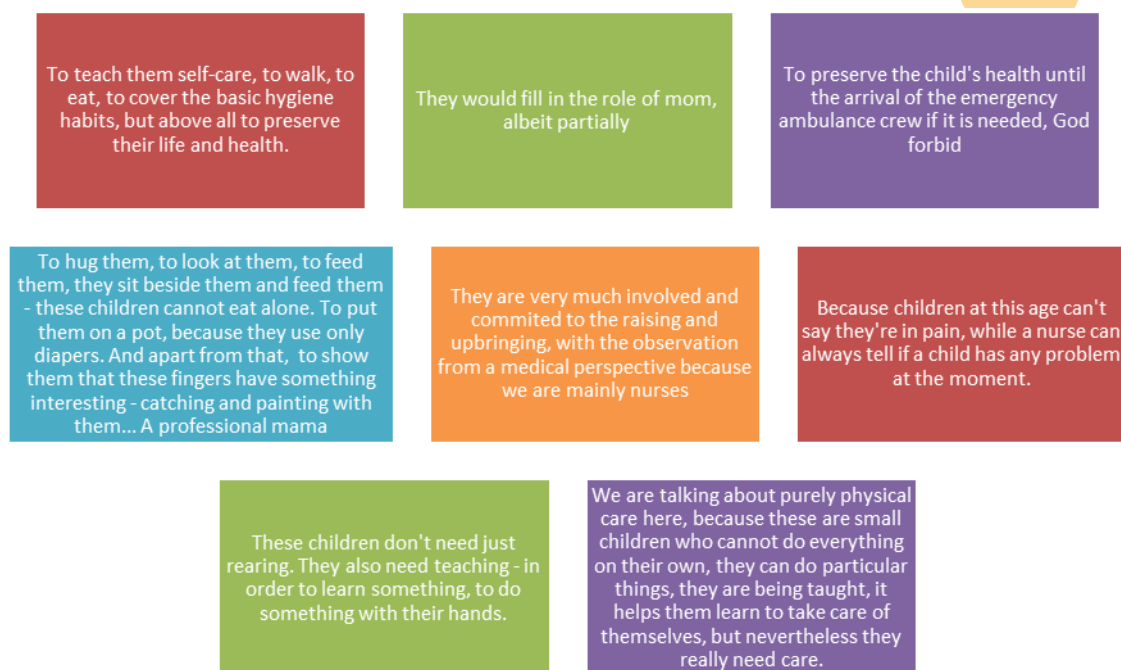 To teach them self-care, to walk, to
eat, to cover the basic hygiene
habits, but above all to preserve
their life and health.
They would fill in the role of mom,
albeit partially
To preserve the child's health until
the arrival of the emergency
ambulance crew if it is needed, God
forbid
To hug them, to look at them, to feed
them, they sit beside them and feed them
- these children cannot eat alone. To put
them on a pot, because they use only
diapers. And apart from that, to show
them that these fingers have something
interesting - catching and painting with
them... A professional mama
They are very much involved and
commited to the raising and
upbringing, with the observation
from a medical perspective because
we are mainly nurses
Because children at this age can't
say they're in pain, while a nurse can
always tell if a child has any problem
at the moment.
These children don't need just
rearing. They also need teaching - in
order to learn something, to do
something with their hands.
We are talking about purely physical
care here, because these are small
children who cannot do everything
on their own, they can do particular
things, they are being taught, it
helps them learn to take care of
themselves, but nevertheless they
really need care.